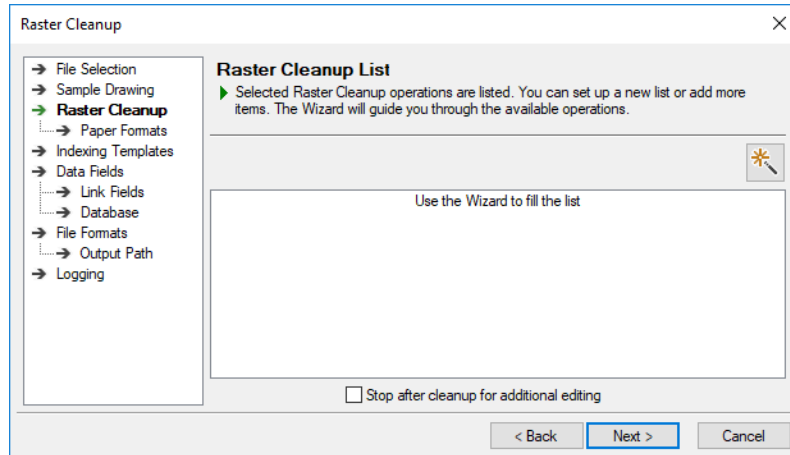 Raster Cleanup
File Selection
Sample Drawing
Raster Cleanup
Paper Formats
Indexing Templates
Data Fields
Link Fields
Database
File Formats
Output Path
Logging
Raster Cleanup List
Selected Raster Cleanup operations are listed. You can set up a new list or add more
items. The Wizard will guide you through the available operations.
Use the Wizard to fill the list
Stop after cleanup for additional editing
< Back
Next >
Cancel